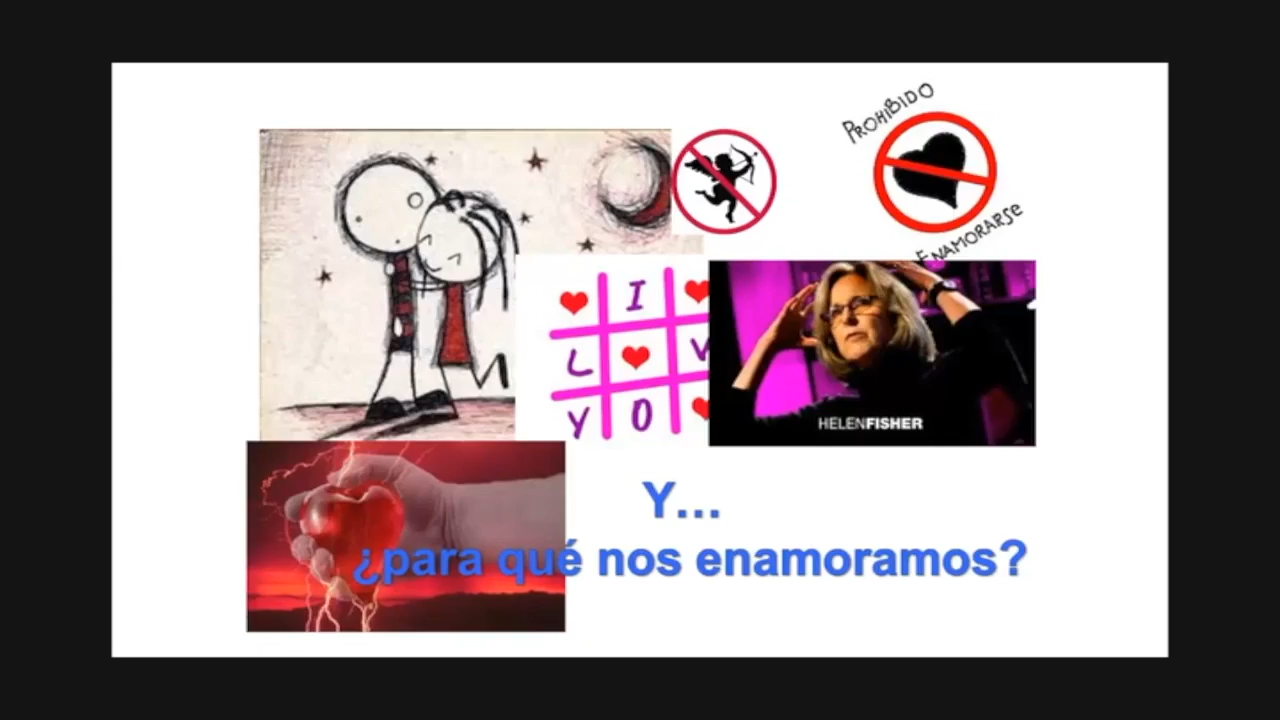 PROHIBIDO
ENAMORARSE
I
L V
Y O
HELENFISHER
Y...
¿para qué nos enamoramos?